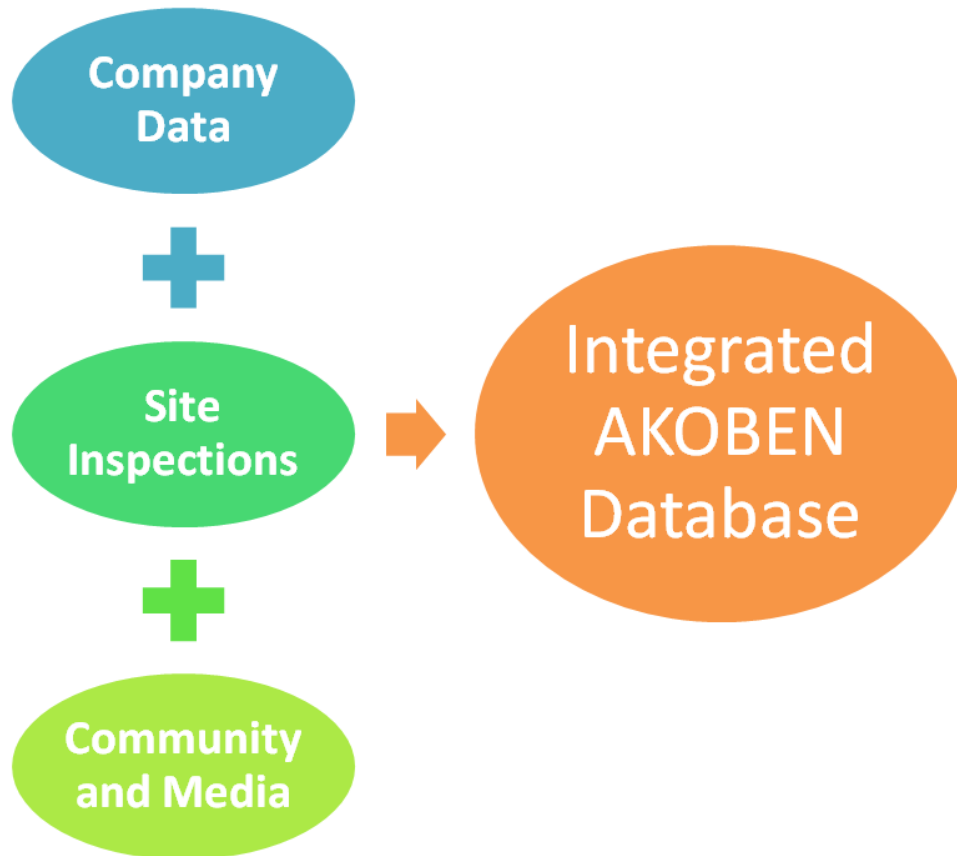 Company
Data
Site
Inspections
Community
and Media
Integrated
AKOBEN
Database